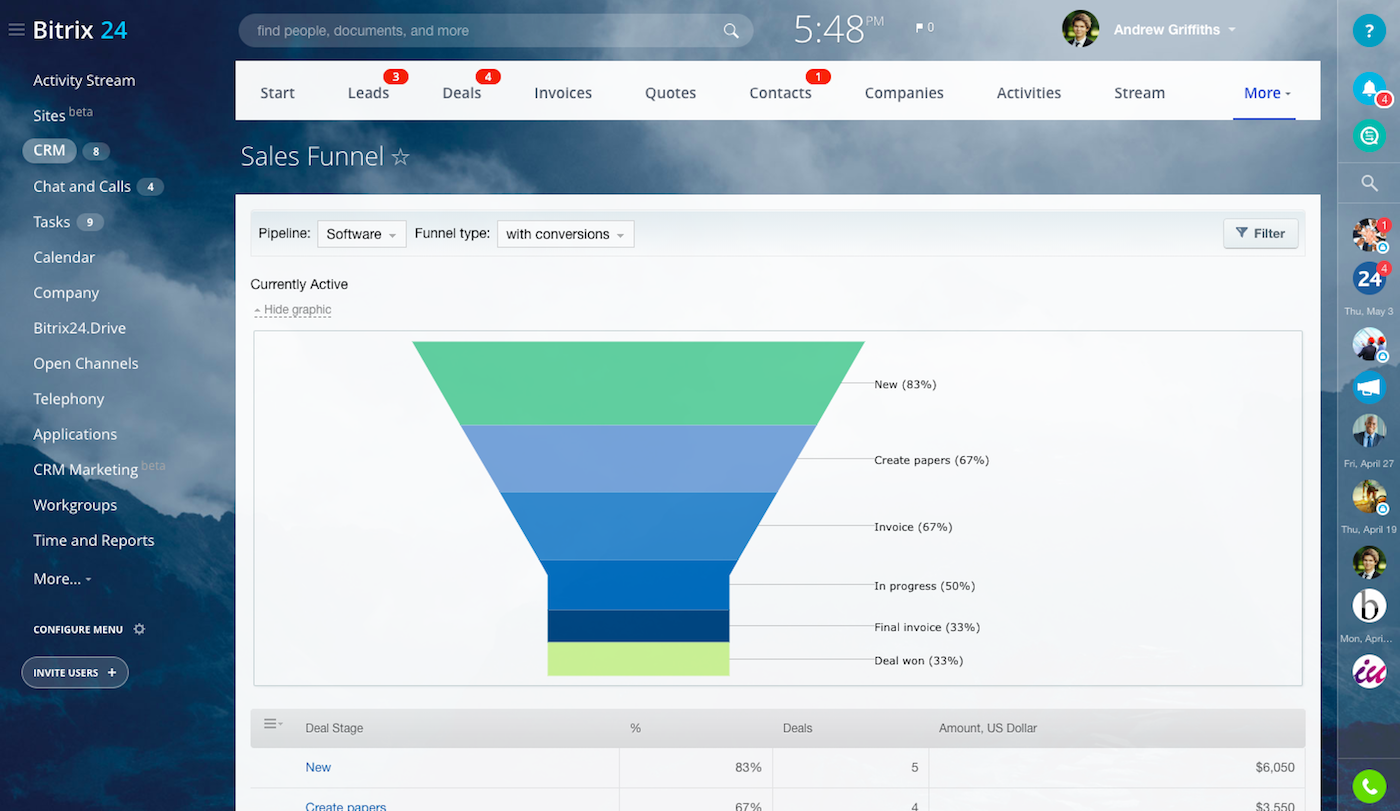 Bitrix 24
find people, documents, and more
5:48 PM
0
Andrew Griffiths
?
Activity Stream
Sites beta
CRM 8
Chat and Calls 4
Tasks 9
Calendar
Company
Bitrix24.Drive
Open Channels
Telephony
Applications
CRM Marketing beta
Workgroups
Time and Reports
More...
CONFIGURE MENU
INVITE USERS +
Start
Leads 3
Deals 4
Invoices
Quotes
Contacts 1
Companies
Activities
Stream
More
Sales Funnel
Pipeline: Software Funnel type: with conversions
Filter
Currently Active
Hide graphic
New (83%)
Create papers (67%)
Invoice (67%)
In progress (50%)
Final invoice (33%)
Deal won (33%)
Deal Stage % Deals Amount, US Dollar
New 83% 5 $6,050
Create papers 67% 4 $3,550
4
1
24 4
Thu, May 3
Fri, April 27
Thu, April 19
b
Mon, Apri...
iu